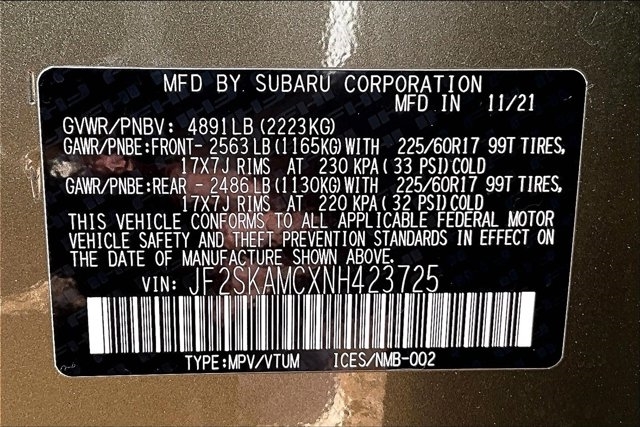 MFD BY SUBARU CORPORATION
MFD IN 11/21
GVWR/PNBV: 4891LB (2223KG)
GAWR/PNBE:FRONT- 2563 LB (1165KG) WITH 225/60R17 99T TIRES,
17X7J RIMS AT 230 KPA ( 33 PSI) COLD
GAWR/PNBE:REAR - 2486 LB (1130KG) WITH 225/60R17 99T TIRES,
17X7J RIMS AT 220 KPA ( 32 PSI) COLD
THIS VEHICLE CONFORMS TO ALL APPLICABLE FEDERAL MOTOR
VEHICLE SAFETY AND THEFT PREVENTION STANDARDS IN EFFECT ON
THE DATE OF MANUFACTURE SHOWN ABOVE.
VIN: JF2SKAMCXNH423725
TYPE:MPV/VTUM ICES/NMB-002